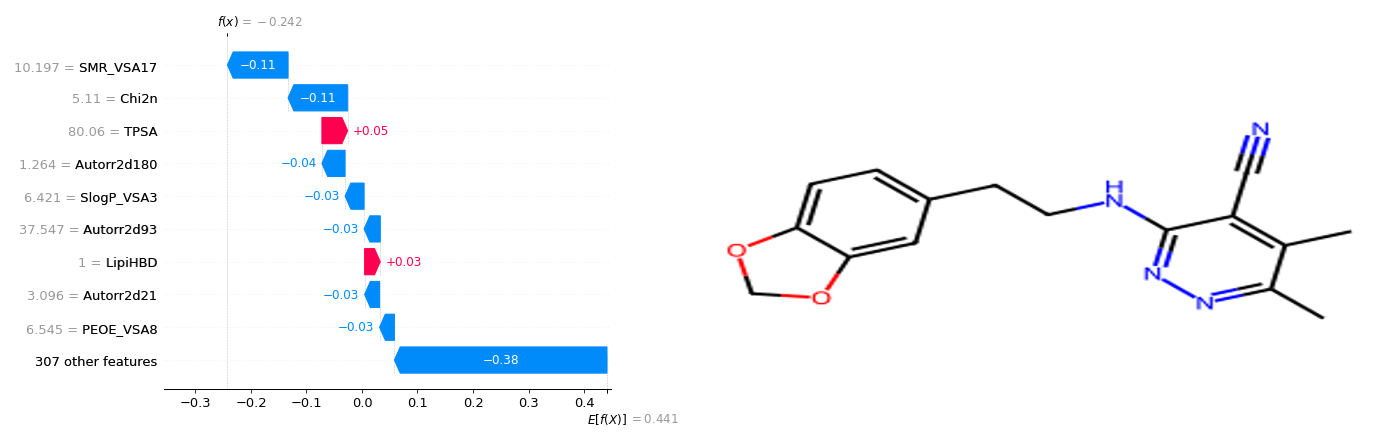 f(x) = −0.242
10.197 = SMR_VSA17
−0.11
5.11 = Chi2n
−0.11
80.06 = TPSA
+0.05
1.264 = Autorr2d180
−0.04
6.421 = SlogP_VSA3
−0.03
37.547 = Autorr2d93
−0.03
1 = LipiHBD
+0.03
3.096 = Autorr2d21
−0.03
6.545 = PEOE_VSA8
−0.03
307 other features
−0.38
−0.3 −0.2 −0.1 0.0 0.1 0.2 0.3 0.4
E[f(X)] = 0.441
N
H
N
O
N
O
N